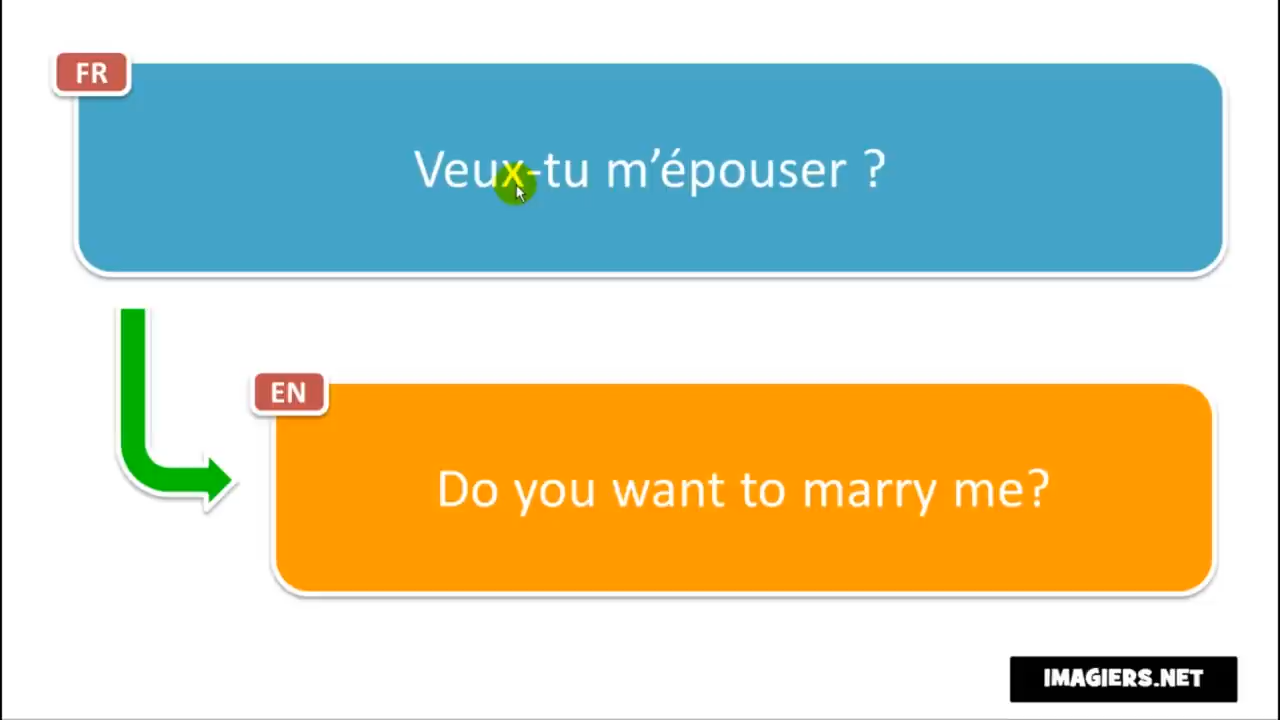 FR
Veux-tu m’épouser ?
EN
Do you want to marry me?
IMAGIERS.NET